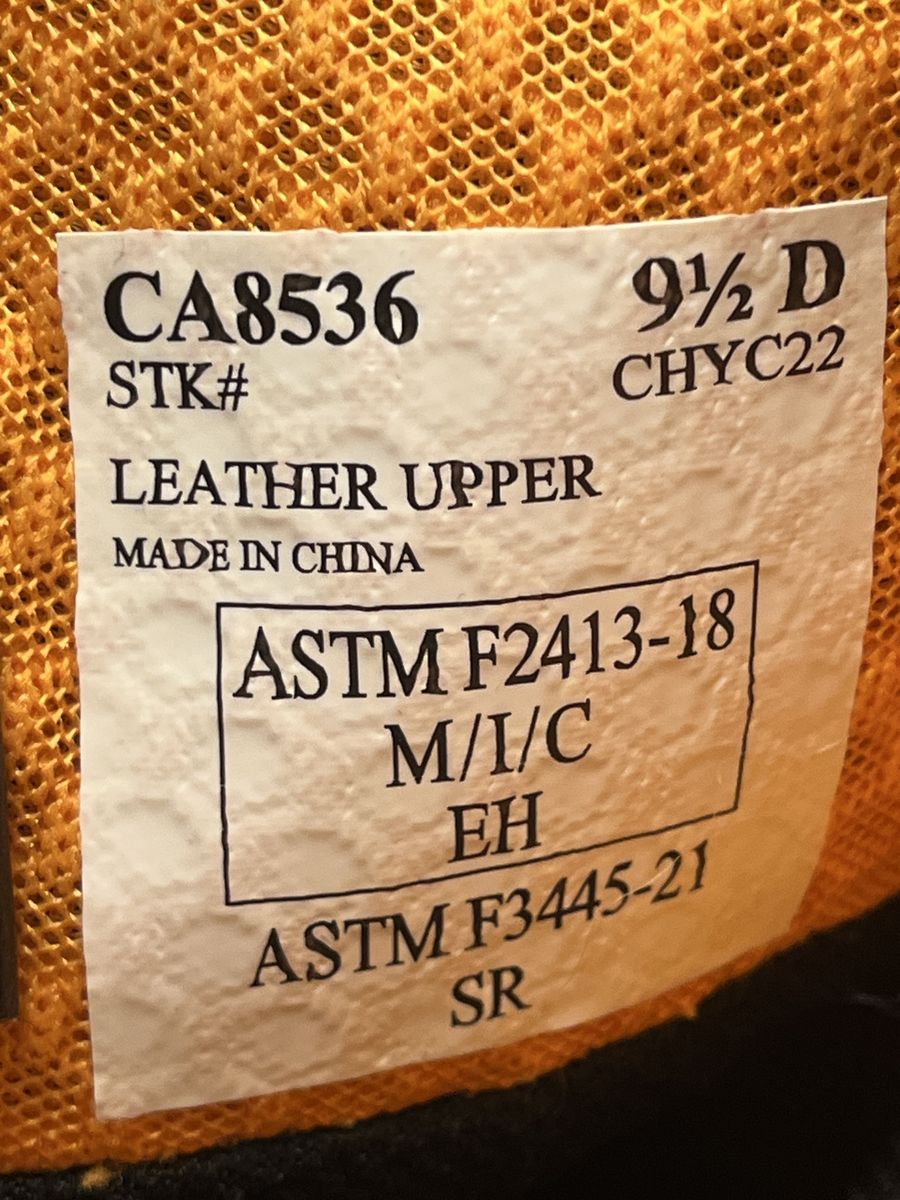 CA8536 9½ D
STK# CHYC22
LEATHER UPPER
MADE IN CHINA
ASTM F2413-18
M/I/C
EH
ASTM F3445-21
SR